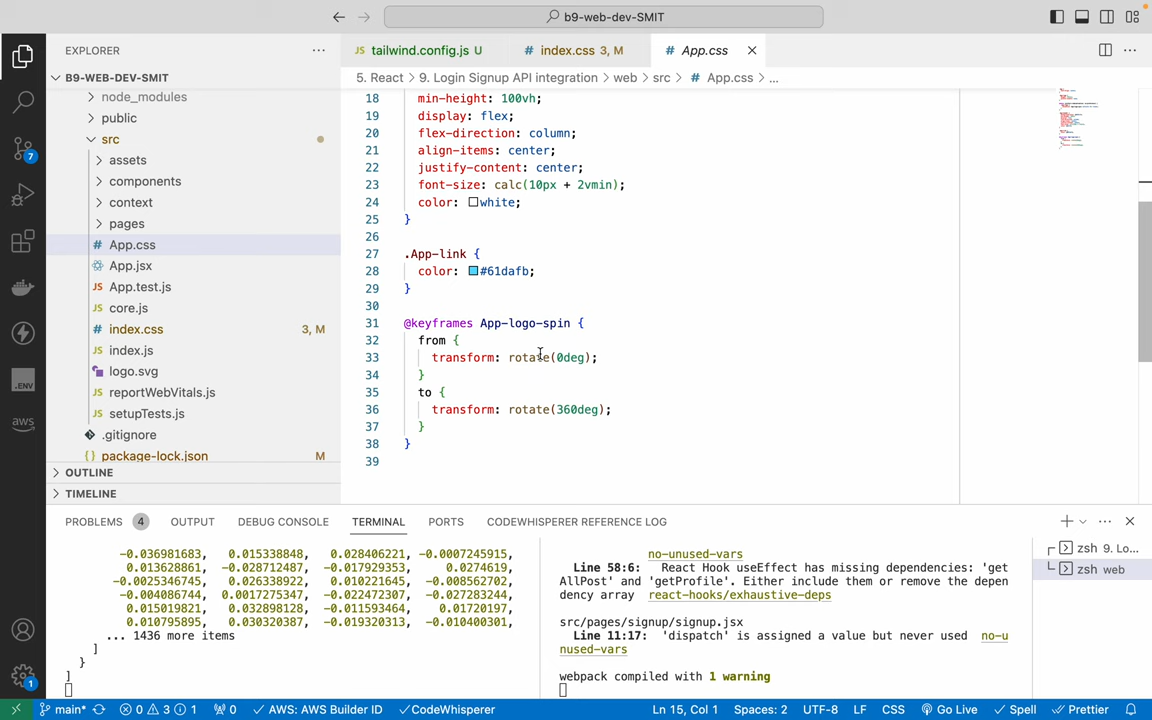 b9-web-dev-SMIT
EXPLORER
tailwind.config.js U
index.css 3, M
App.css
B9-WEB-DEV-SMIT
5. React > 9. Login Signup API integration > web > src > # App.css > ...
node_modules
public
src
assets
components
context
pages
# App.css
App.jsx
JS App.test.js
JS core.js
# index.css 3, M
JS index.js
logo.svg
JS reportWebVitals.js
JS setupTests.js
.gitignore
{} package-lock.json M
OUTLINE
TIMELINE
18 min-height: 100vh;
19 display: flex;
20 flex-direction: column;
21 align-items: center;
22 justify-content: center;
23 font-size: calc(10px + 2vmin);
24 color: white;
25 }
26
27 .App-link {
28 color: #61dafb;
29 }
30
31 @keyframes App-logo-spin {
32 from {
33 transform: rotate(0deg);
34 }
35 to {
36 transform: rotate(360deg);
37 }
38 }
39
7
.ENV
aws
1
PROBLEMS 4 OUTPUT DEBUG CONSOLE TERMINAL PORTS CODEWHISPERER REFERENCE LOG
-0.036981683, 0.015338848, 0.028406221, -0.0007245915,
0.013628861, -0.028712487, -0.017929353, 0.0274619,
-0.0025346745, 0.026338922, 0.010221645, -0.008562702,
-0.004086744, 0.0017275347, -0.022472307, -0.027283244,
0.015019821, 0.032898128, -0.011593464, 0.01720197,
0.010795895, 0.030320387, -0.019320313, -0.010400301,
... 1436 more items
]
}
]
no-unused-vars
Line 58:6: React Hook useEffect has missing dependencies: 'get
AllPost' and 'getProfile'. Either include them or remove the depen
dency array react-hooks/exhaustive-deps
src/pages/signup/signup.jsx
Line 11:17: 'dispatch' is assigned a value but never used no-u
nused-vars
webpack compiled with 1 warning
zsh 9. Lo...
zsh web
main* 0 3 1 0 AWS: AWS Builder ID CodeWhisperer Ln 15, Col 1 Spaces: 2 UTF-8 LF CSS Go Live Spell Prettier